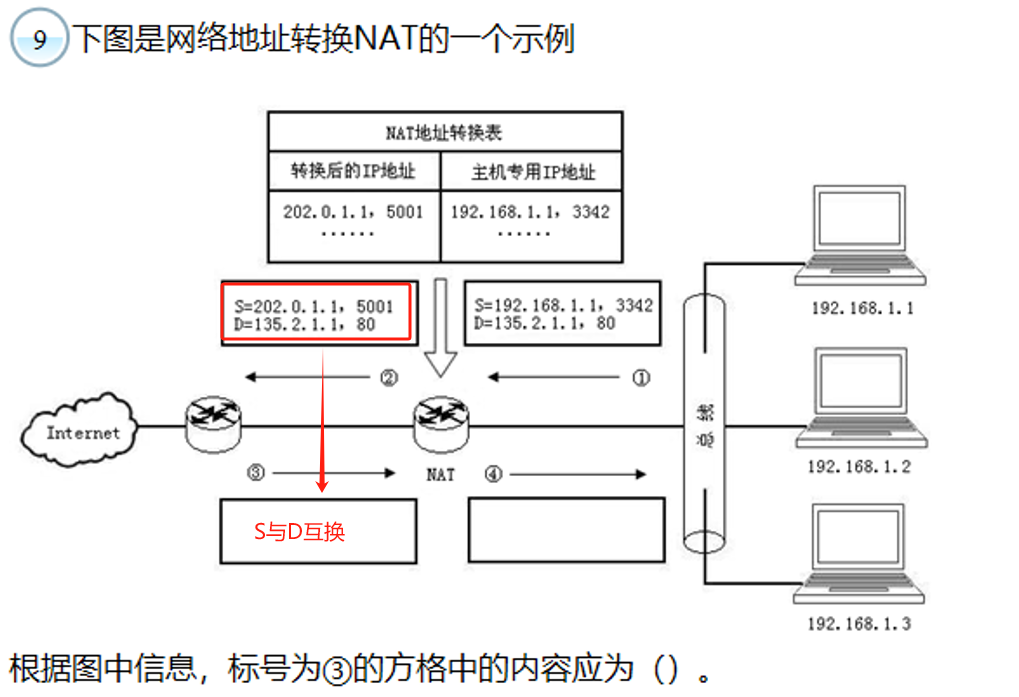 9 下图是网络地址转换NAT的一个示例
NAT地址转换表
转换后的IP地址 主机专用IP地址
202.0.1.1, 5001 192.168.1.1, 3342
...... ......
S=202.0.1.1, 5001
D=135.2.1.1, 80
S=192.168.1.1, 3342
D=135.2.1.1, 80
192.168.1.1
② ①
Internet
总线
192.168.1.2
③ NAT ④
S与D互换
192.168.1.3
根据图中信息，标号为③的方格中的内容应为（）。